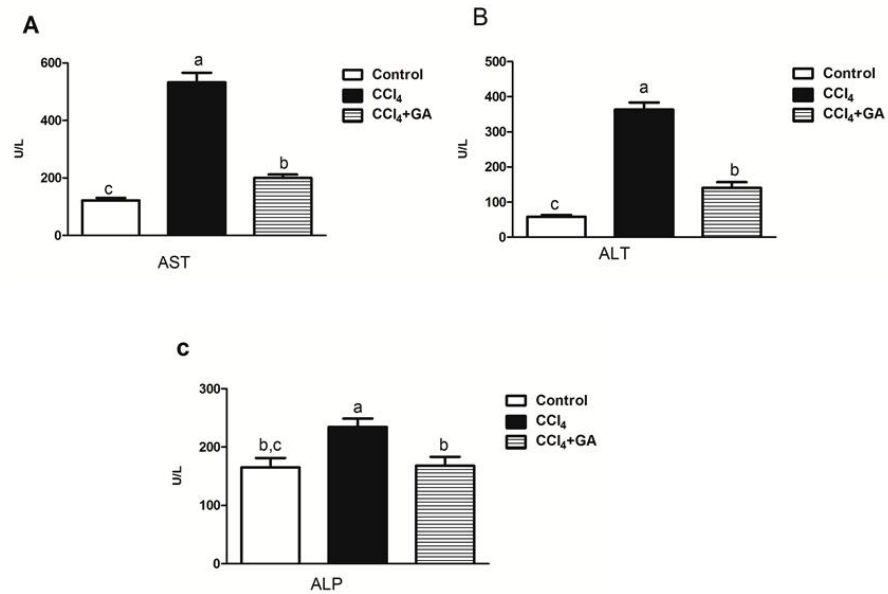 A
600
400
200
0
U/L
c
a
b
AST
Control
CCl₄
CCl₄+GA
B
500
400
300
200
100
0
U/L
c
a
b
ALT
Control
CCl₄
CCl₄+GA
c
300
200
100
0
U/L
b,c
a
b
ALP
Control
CCl₄
CCl₄+GA